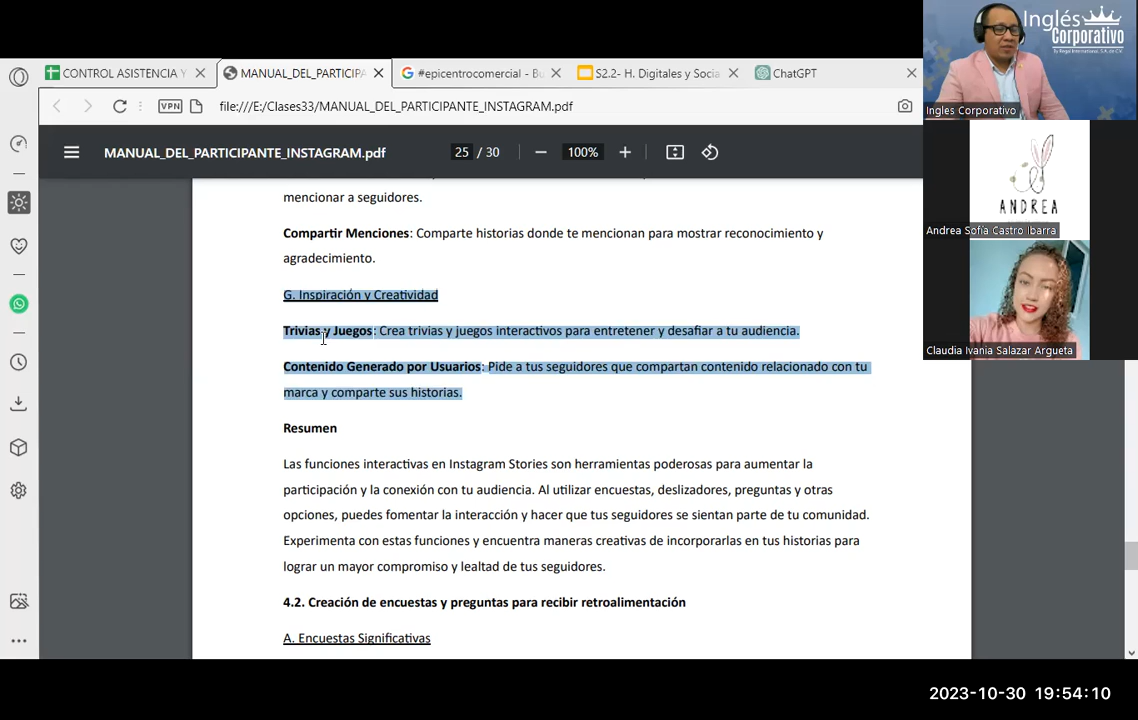 CONTROL ASISTENCIA Y
MANUAL_DEL_PARTICIPA
#epicentrocomercial - Bu
S2.2- H. Digitales y Socia
ChatGPT
VPN
file:///E:/Clases33/MANUAL_DEL_PARTICIPANTE_INSTAGRAM.pdf
MANUAL_DEL_PARTICIPANTE_INSTAGRAM.pdf
25 / 30
100%
mencionar a seguidores.
Compartir Menciones: Comparte historias donde te mencionan para mostrar reconocimiento y
agradecimiento.
G. Inspiración y Creatividad
Trivias y Juegos: Crea trivias y juegos interactivos para entretener y desafiar a tu audiencia.
Contenido Generado por Usuarios: Pide a tus seguidores que compartan contenido relacionado con tu
marca y comparte sus historias.
Resumen
Las funciones interactivas en Instagram Stories son herramientas poderosas para aumentar la
participación y la conexión con tu audiencia. Al utilizar encuestas, deslizadores, preguntas y otras
opciones, puedes fomentar la interacción y hacer que tus seguidores se sientan parte de tu comunidad.
Experimenta con estas funciones y encuentra maneras creativas de incorporarlas en tus historias para
lograr un mayor compromiso y lealtad de tus seguidores.
4.2. Creación de encuestas y preguntas para recibir retroalimentación
A. Encuestas Significativas
Inglés
Corporativo
Ingles Corporativo
ANDREA
Andrea Sofía Castro Ibarra
Claudia Ivania Salazar Argueta
2023-10-30 19:54:10